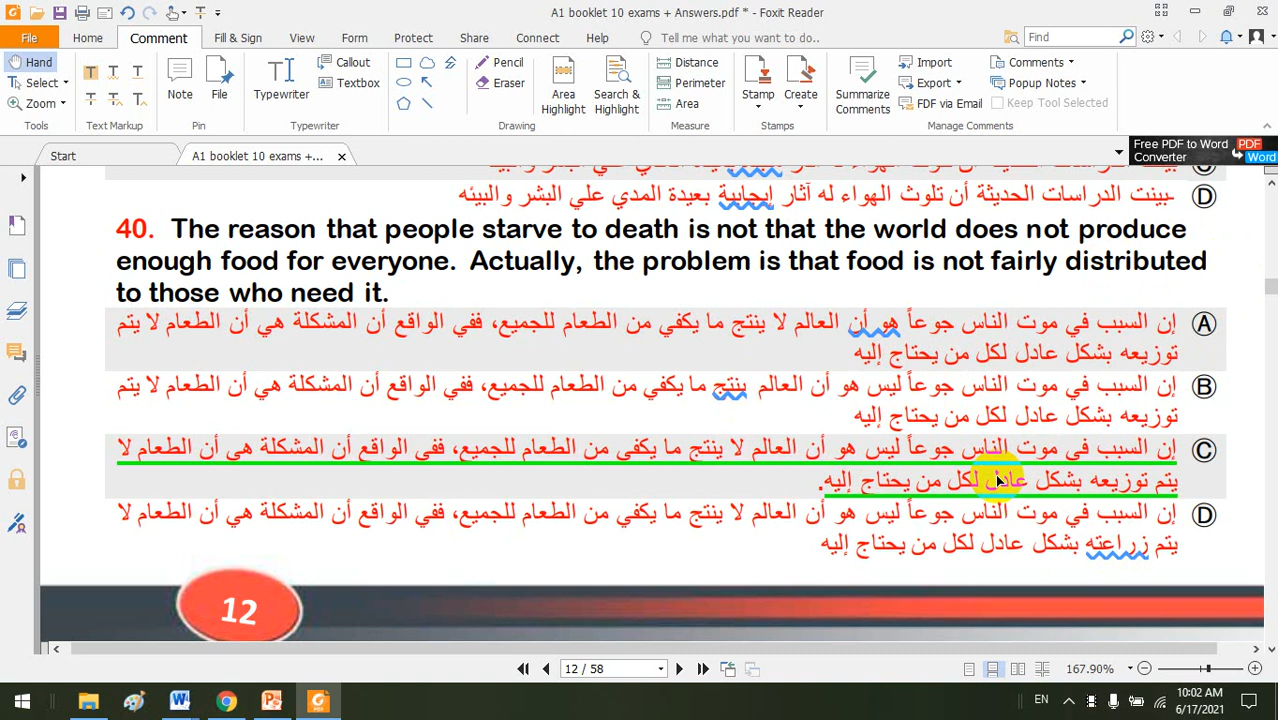 A1 booklet 10 exams + Answers.pdf * - Foxit Reader
File Home Comment Fill & Sign View Form Protect Share Connect Help Tell me what you want to do.. Find
Hand Select Zoom
Note File
Typewriter
Callout
Textbox
Pencil
Eraser
Area Highlight
Search & Highlight
Distance
Perimeter
Area
Stamp
Create
Summarize Comments
Import
Export
FDF via Email
Comments
Popup Notes
Keep Tool Selected
Tools Text Markup Pin Typewriter Drawing Measure Stamps Manage Comments
Start A1 booklet 10 exams +...
Free PDF to Word Converter PDF Word
D -بينت الدراسات الحديثة أن تلوث الهواء له آثار إيجابية بعيدة المدي علي البشر والبيئه
40. The reason that people starve to death is not that the world does not produce
enough food for everyone. Actually, the problem is that food is not fairly distributed
to those who need it.
A إن السبب في موت الناس جوعاً هو أن العالم لا ينتج ما يكفي من الطعام للجميع، ففي الواقع أن المشكلة هي أن الطعام لا يتم
توزيعه بشكل عادل لكل من يحتاج إليه
B إن السبب في موت الناس جوعاً ليس هو أن العالم ينتج ما يكفي من الطعام للجميع، ففي الواقع أن المشكلة هي أن الطعام لا يتم
توزيعه بشكل عادل لكل من يحتاج إليه
C إن السبب في موت الناس جوعاً ليس هو أن العالم لا ينتج ما يكفي من الطعام للجميع، ففي الواقع أن المشكلة هي أن الطعام لا
يتم توزيعه بشكل عادل لكل من يحتاج إليه.
D إن السبب في موت الناس جوعاً ليس هو أن العالم لا ينتج ما يكفي من الطعام للجميع، ففي الواقع أن المشكلة هي أن الطعام لا
يتم زراعته بشكل عادل لكل من يحتاج إليه
12
12 / 58
167.90%
EN
10:02 AM
6/17/2021